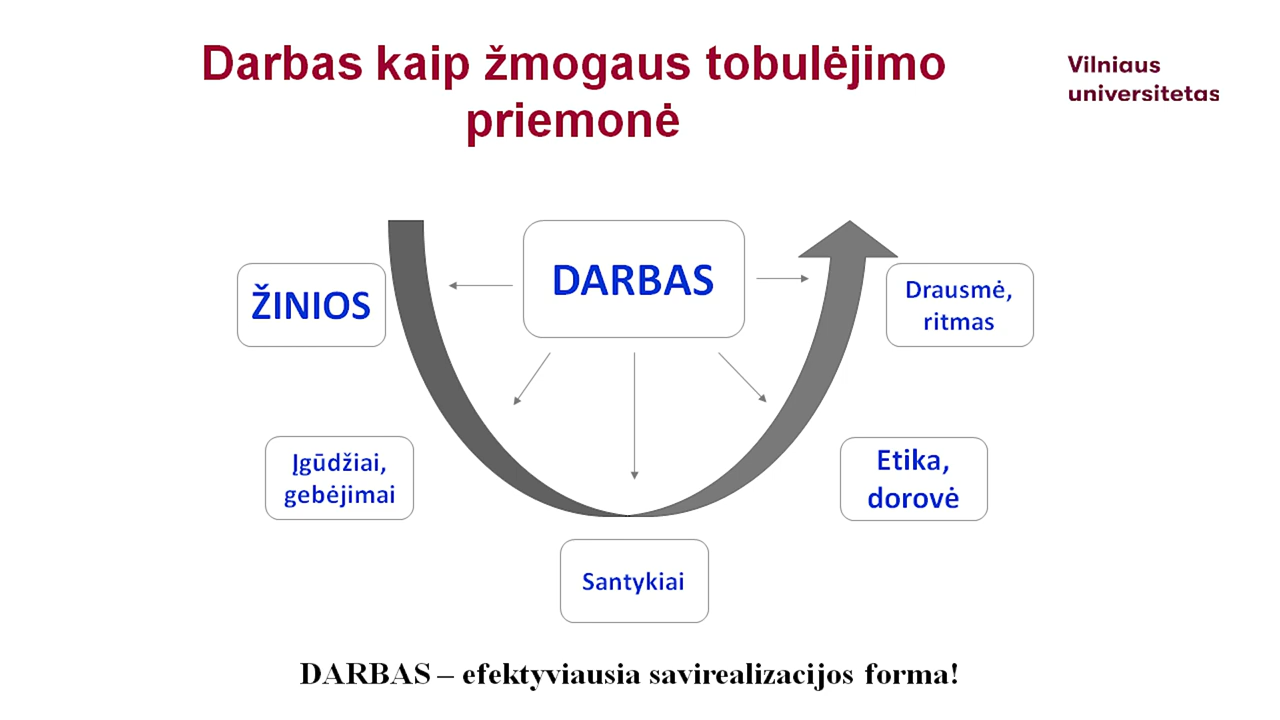 Darbas kaip žmogaus tobulėjimo
priemonė
Vilniaus
universitetas
DARBAS
ŽINIOS
Drausmė,
ritmas
Įgūdžiai,
gebėjimai
Etika,
dorovė
Santykiai
DARBAS – efektyviausia savirealizacijos forma!